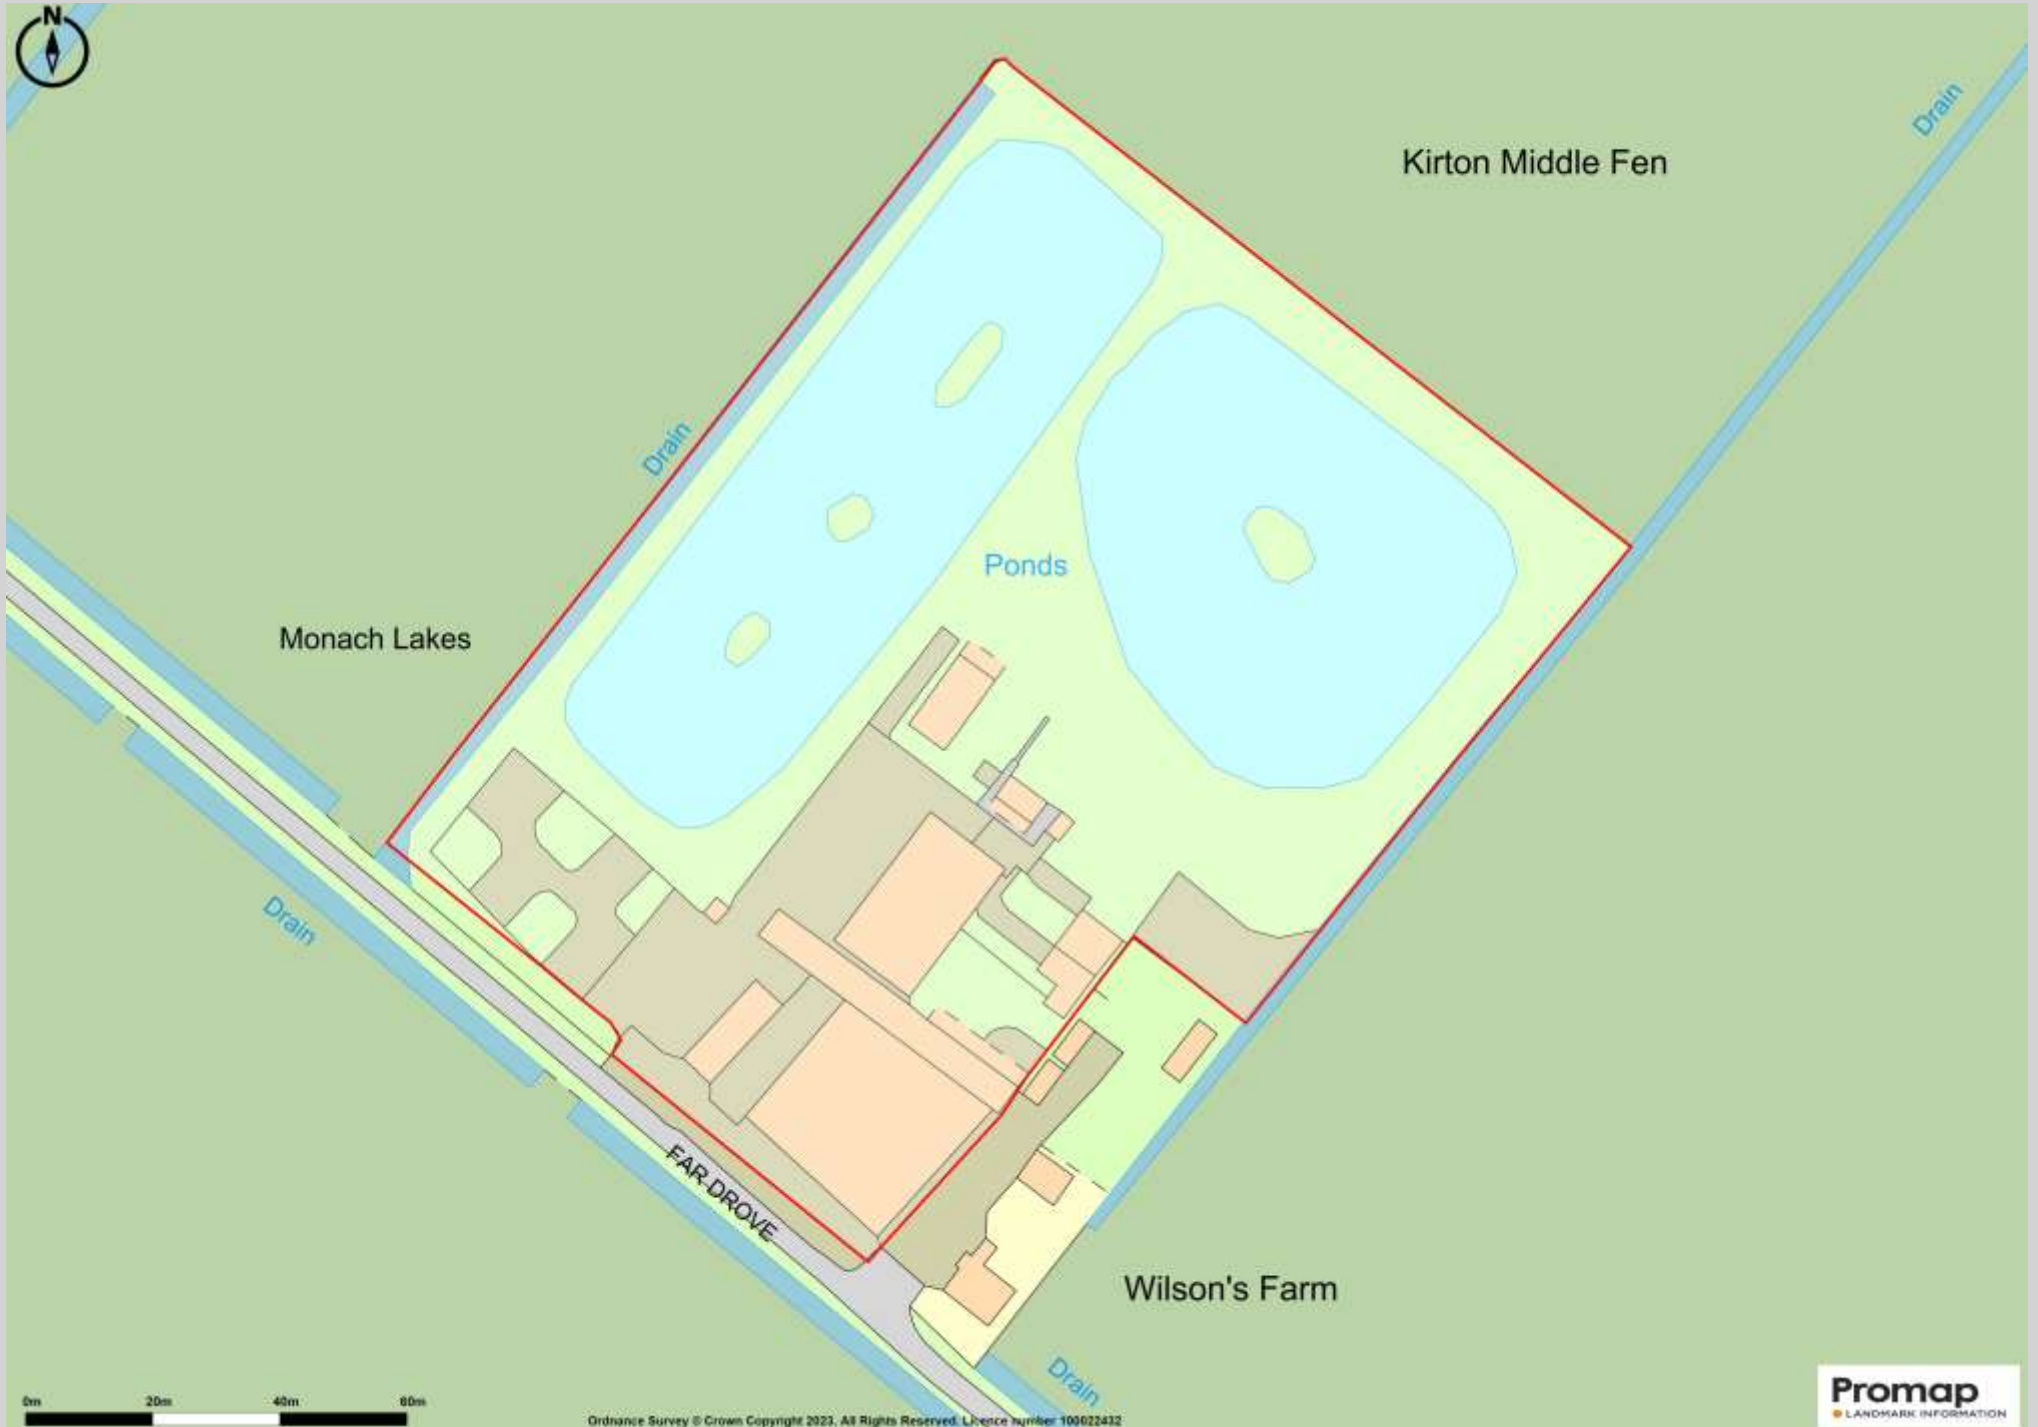 N
Drain
Kirton Middle Fen
Drain
Ponds
Monach Lakes
Drain
FAR DROVE
Wilson's Farm
Drain
0m 20m 40m 60m
Ordnance Survey © Crown Copyright 2023. All Rights Reserved. Licence number 100022432
Promap
LANDMARK INFORMATION